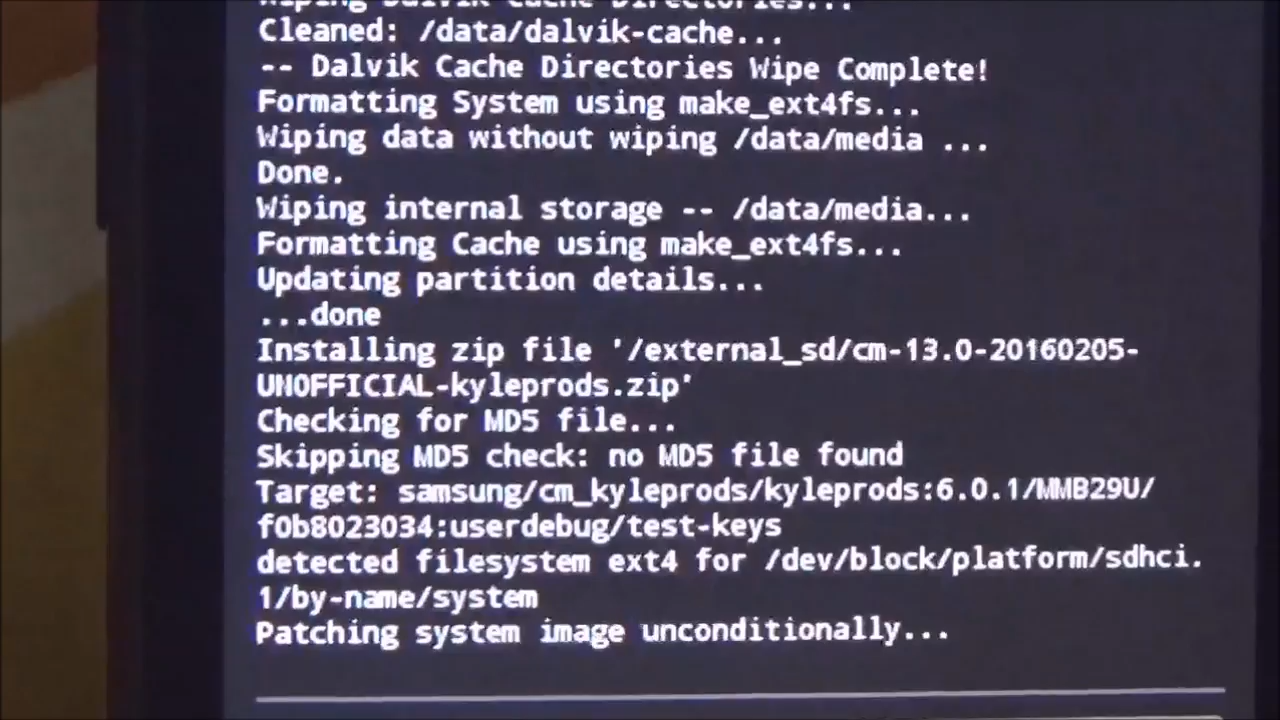 Wiping Dalvik Cache Directories...
Cleaned: /data/dalvik-cache...
-- Dalvik Cache Directories Wipe Complete!
Formatting System using make_ext4fs...
Wiping data without wiping /data/media ...
Done.
Wiping internal storage -- /data/media...
Formatting Cache using make_ext4fs...
Updating partition details...
...done
Installing zip file '/external_sd/cm-13.0-20160205-
UNOFFICIAL-kyleprods.zip'
Checking for MD5 file...
Skipping MD5 check: no MD5 file found
Target: samsung/cm_kyleprods/kyleprods:6.0.1/MMB29U/
f0b8023034:userdebug/test-keys
detected filesystem ext4 for /dev/block/platform/sdhci.
1/by-name/system
Patching system image unconditionally...